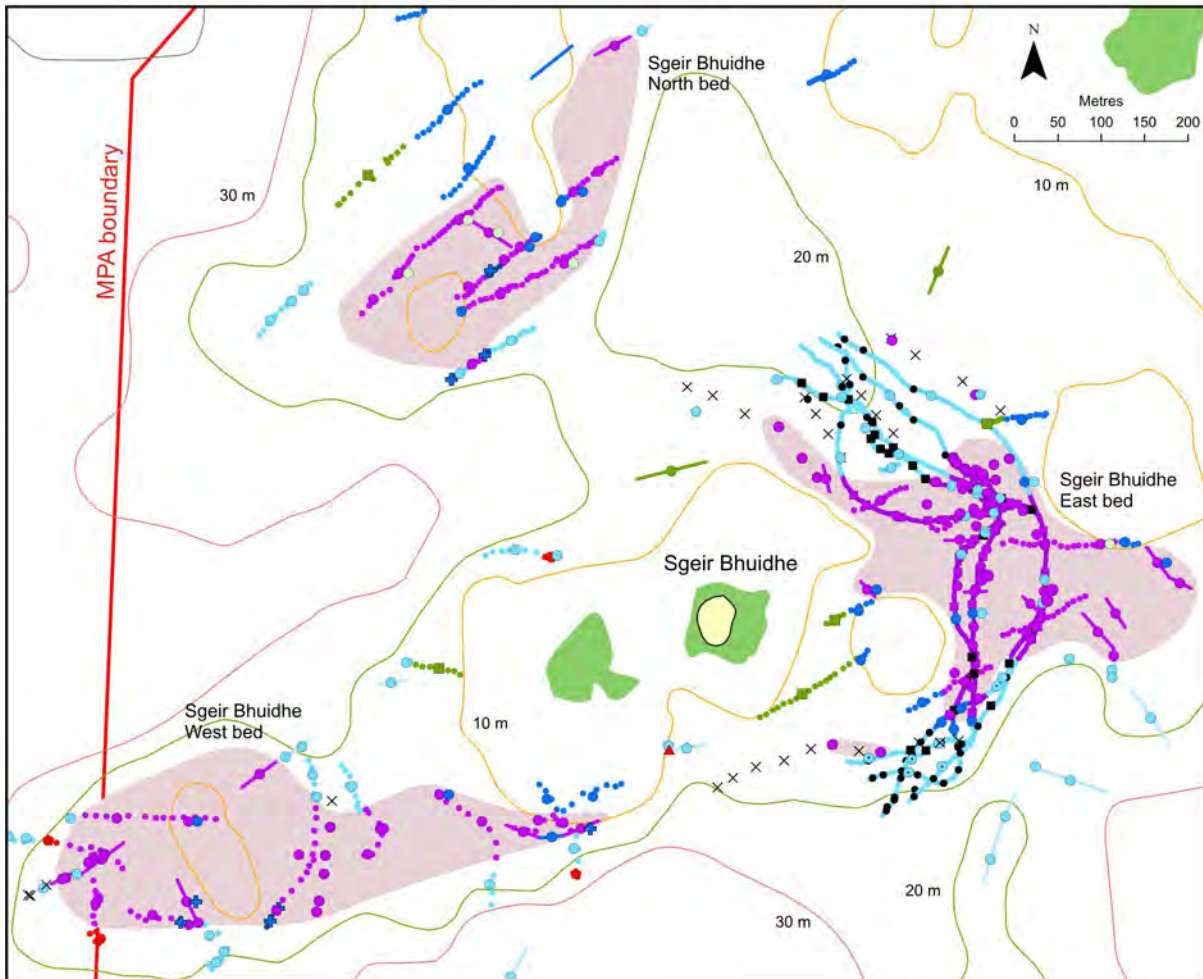 N
Sgeir Bhuidhe
North bed
Metres
0 50 100 150 200
MPA boundary
30 m
10 m
20 m
Sgeir Bhuidhe
East bed
Sgeir Bhuidhe
Sgeir Bhuidhe
West bed
10 m
20 m
30 m